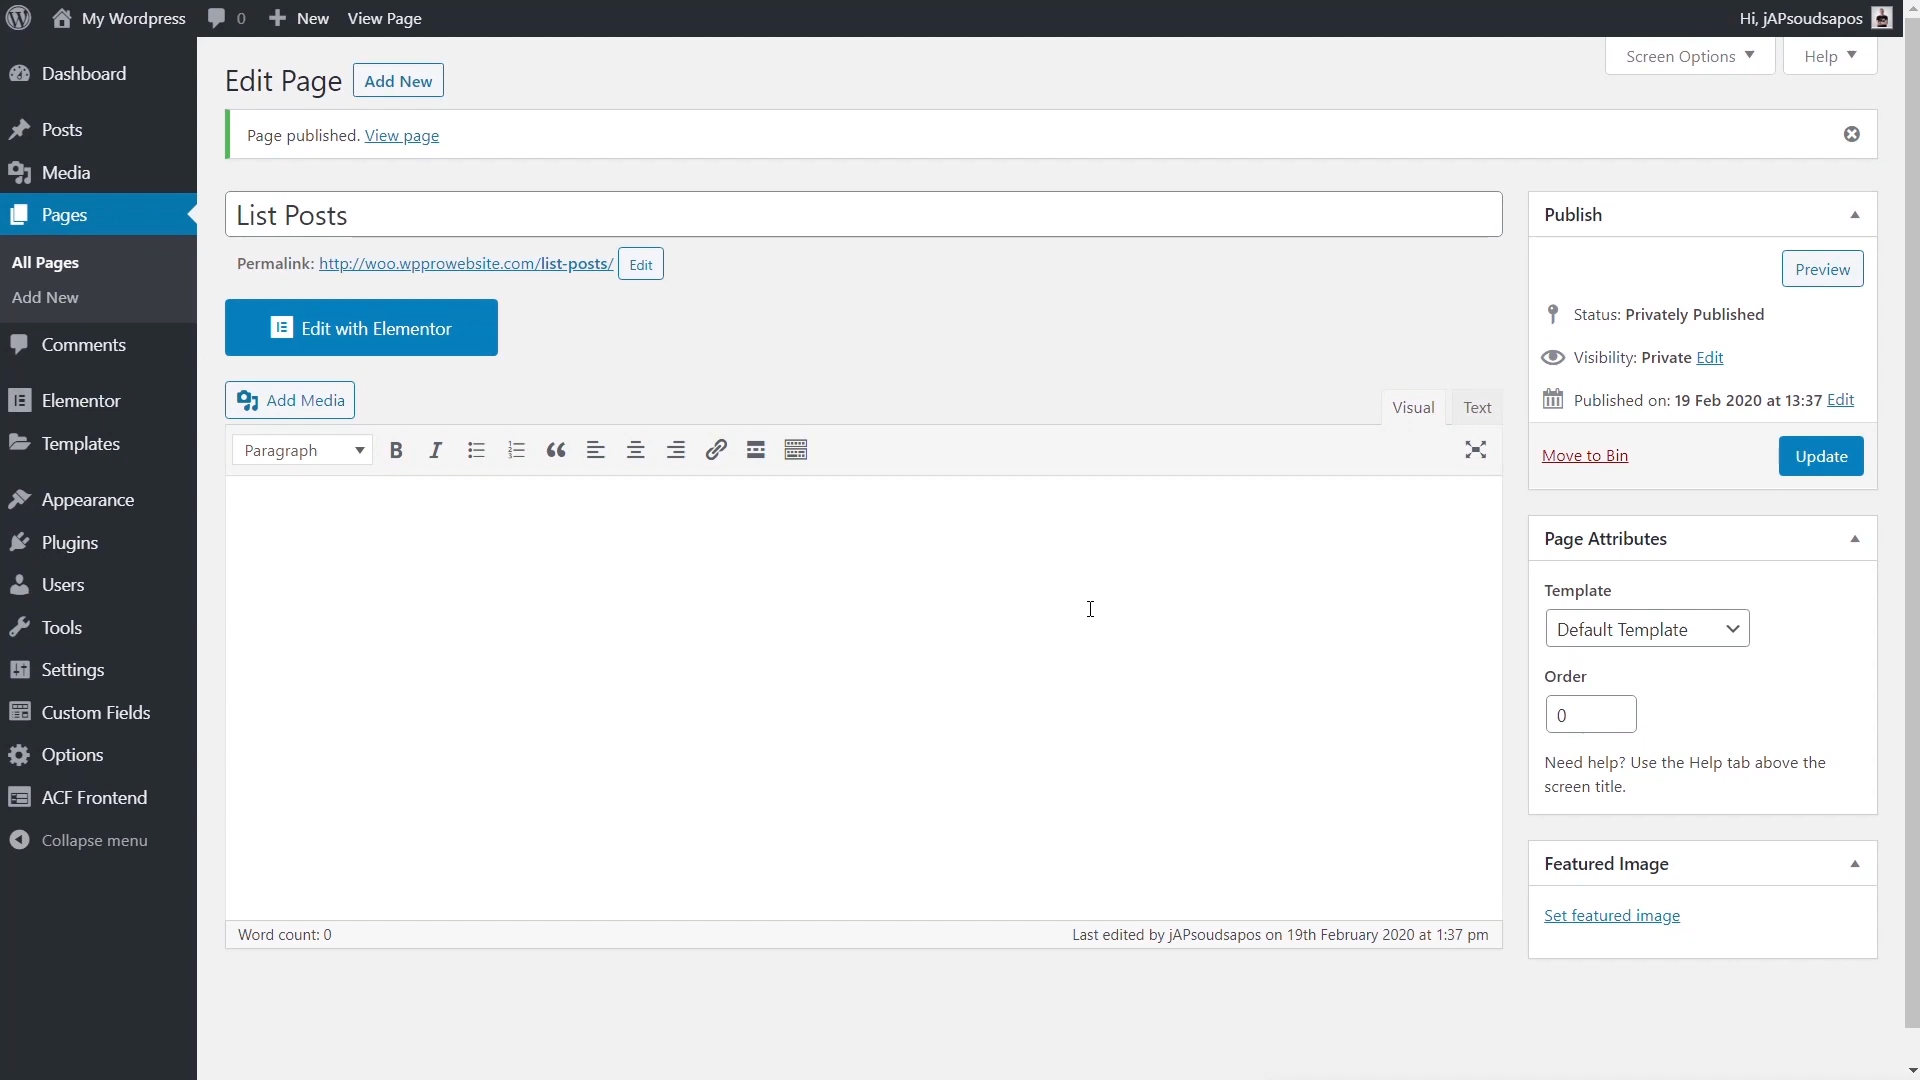 My Wordpress 0 New View Page Hi, jAPsoudsapos
Dashboard
Posts
Media
Pages
All Pages
Add New
Comments
Elementor
Templates
Appearance
Plugins
Users
Tools
Settings
Custom Fields
Options
ACF Frontend
Collapse menu
Screen Options Help
Edit Page Add New
Page published. View page
List Posts
Permalink: http://woo.wpprowebsite.com/list-posts/ Edit
Edit with Elementor
Add Media
Visual Text
Paragraph B I
Word count: 0 Last edited by jAPsoudsapos on 19th February 2020 at 1:37 pm
Publish
Preview
Status: Privately Published
Visibility: Private Edit
Published on: 19 Feb 2020 at 13:37 Edit
Move to Bin Update
Page Attributes
Template
Default Template
Order
0
Need help? Use the Help tab above the
screen title.
Featured Image
Set featured image